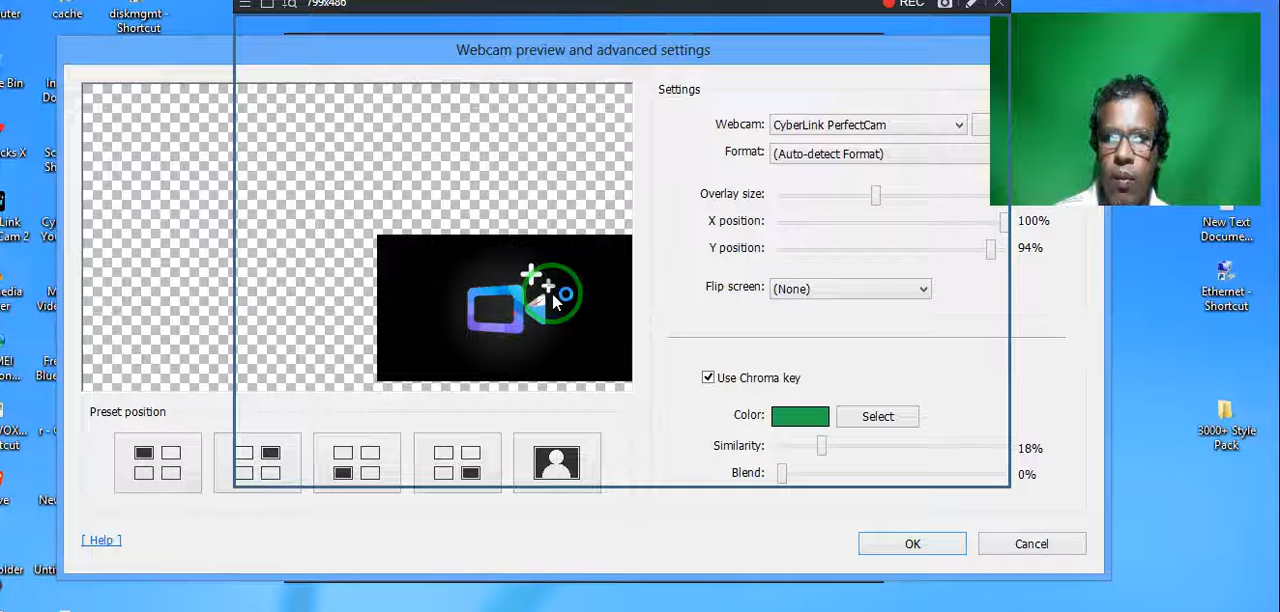 cache
diskmgmt -
Shortcut
799x486
REC
Webcam preview and advanced settings
Settings
Webcam:
CyberLink PerfectCam
Format:
(Auto-detect Format)
Overlay size:
X position:
100%
Y position:
94%
Flip screen:
(None)
Use Chroma key
Color:
Select
Similarity:
18%
Blend:
0%
Preset position
[ Help ]
OK
Cancel
New Text
Docume...
Ethernet -
Shortcut
3000+ Style
Pack